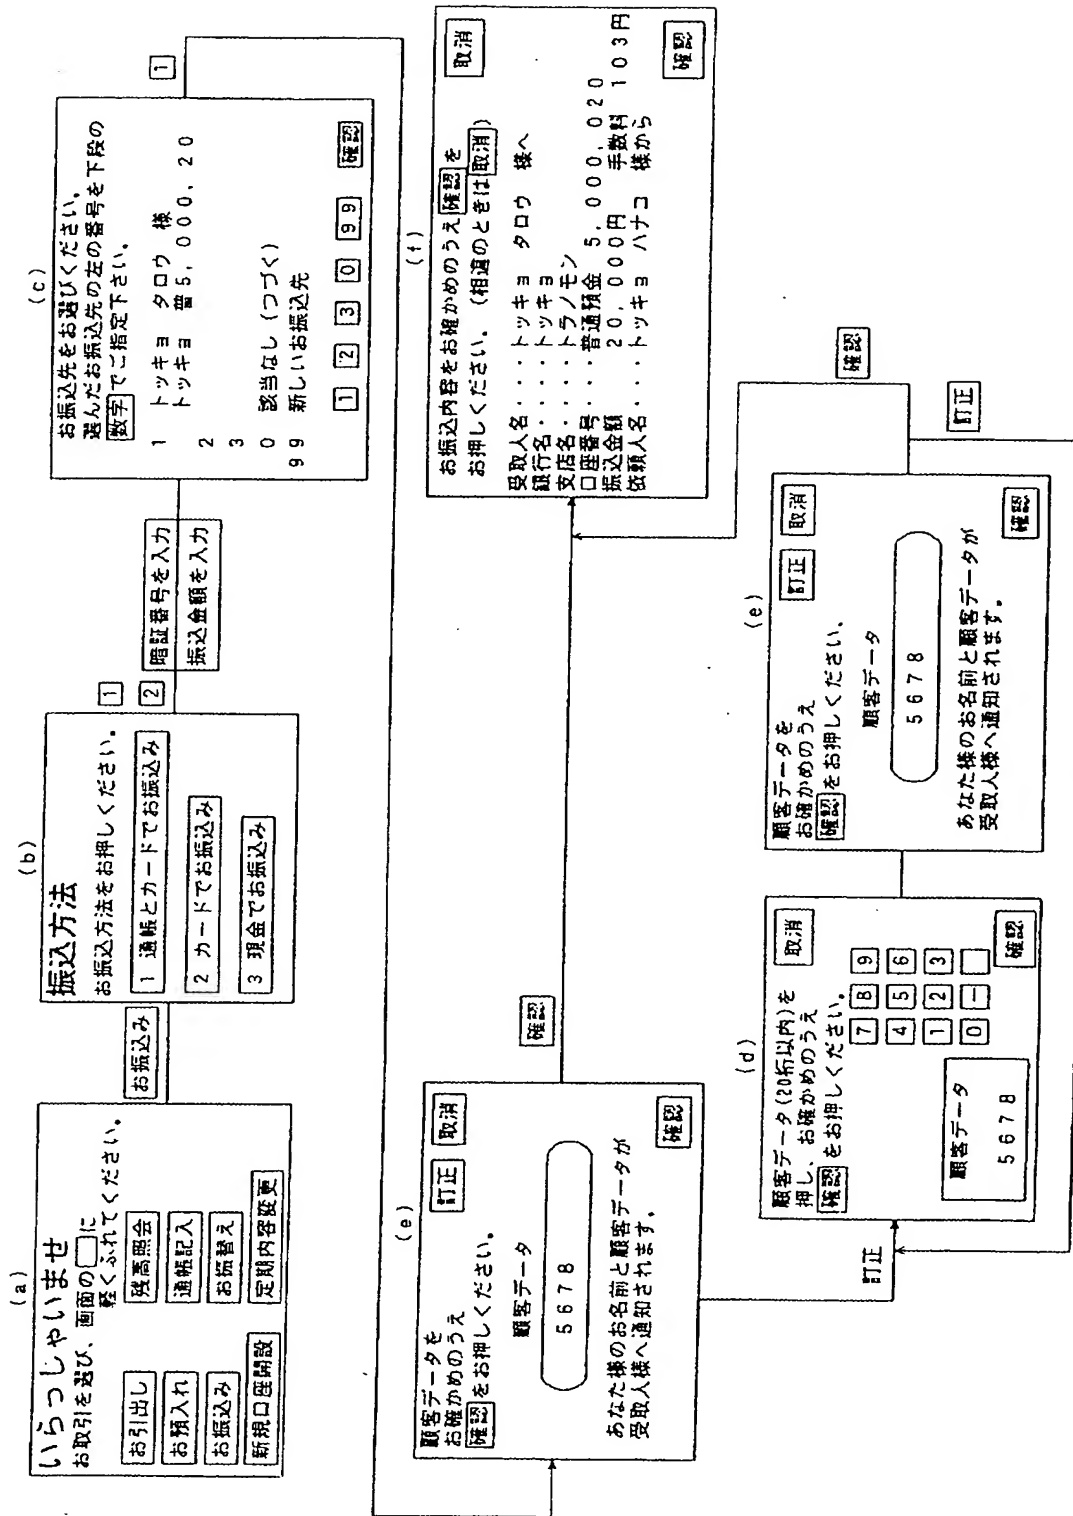 (a)
いらっしゃいませ
お取引を選び、画面の□に
軽くふれてください。
お引出し 残高照会
お預入れ 通帳記入
お振込み お振替え
新規口座開設 定期内容変更
お振込み
(b)
振込方法
お振込方法をお押しください。
1 通帳とカードでお振込み
2 カードでお振込み
3 現金でお振込み
1
2
暗証番号を入力
振込金額を入力
(c)
お振込先をお選びください。
選んだお振込先の左の番号を下段の
数字でご指定下さい。
1 トッキョ タロウ 様
トッキョ 普5,000,20
2
3
0 該当なし(つづく)
99 新しいお振込先
1 2 3 0 99 確認
1
(e)
訂正 取消
顧客データを
お確かめのうえ
確認をお押しください。
顧客データ
5678
あなた様のお名前と顧客データが
受取人様へ通知されます。
確認
確認
訂正
(f)
取消
お振込内容をお確かめのうえ確認を
お押しください。(相違のときは取消)
受取人名・・・トッキョ タロウ 様へ
銀行名・・・・トッキョ
支店名・・・・トラノモン
口座番号・・・普通預金 5,000,020
振込金額 20,000円 手数料 103円
依頼人名・・・トッキョ ハナコ 様から
確認
(d)
顧客データ(20桁以内)を
押し、お確かめのうえ
確認をお押しください。
取消
顧客データ
5678
7 8 9
4 5 6
1 2 3
0 −
確認
(e)
訂正 取消
顧客データを
お確かめのうえ
確認をお押しください。
顧客データ
5678
あなた様のお名前と顧客データが
受取人様へ通知されます。
確認
確認
訂正